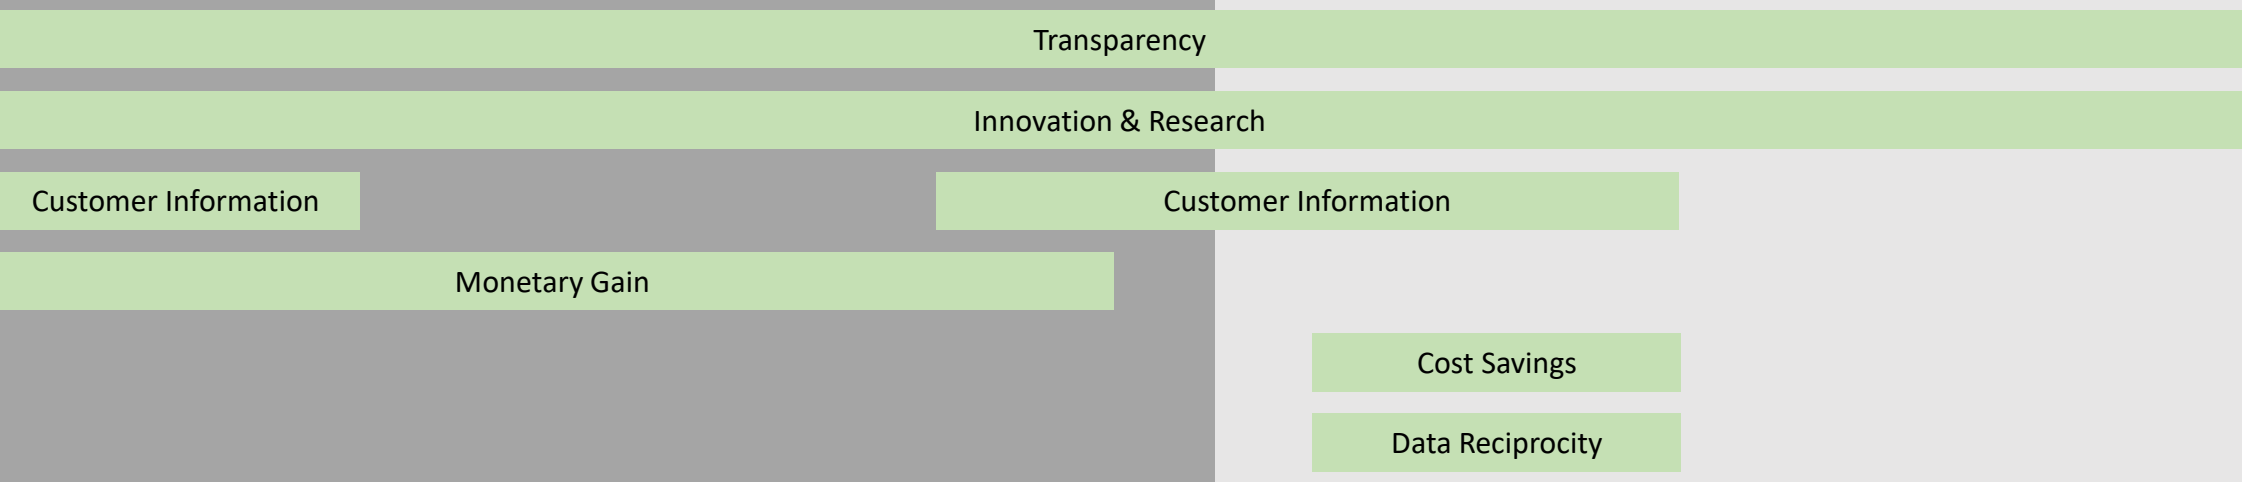 Transparency
Innovation & Research
Customer Information
Customer Information
Monetary Gain
Cost Savings
Data Reciprocity